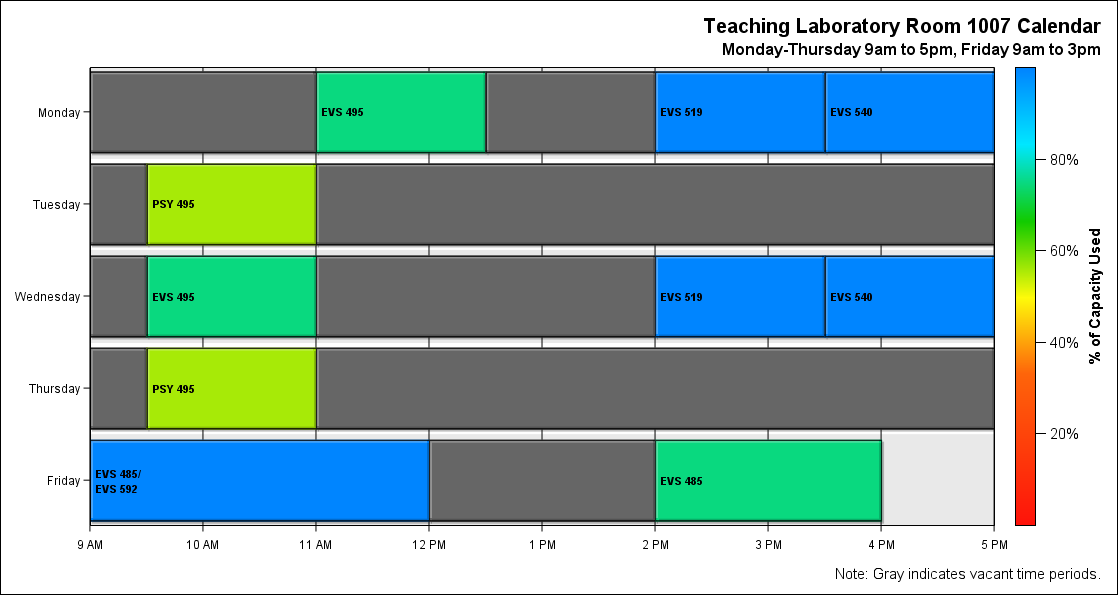 Teaching Laboratory Room 1007 Calendar
Monday-Thursday 9am to 5pm, Friday 9am to 3pm
Monday
EVS 495
EVS 519
EVS 540
Tuesday
PSY 495
Wednesday
EVS 495
EVS 519
EVS 540
Thursday
PSY 495
Friday
EVS 485/
EVS 592
EVS 485
9 AM
10 AM
11 AM
12 PM
1 PM
2 PM
3 PM
4 PM
5 PM
80%
60%
40%
20%
% of Capacity Used
Note: Gray indicates vacant time periods.